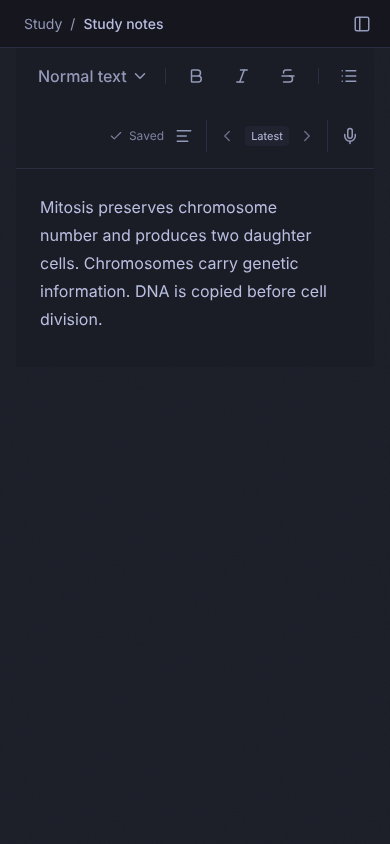 Study / Study notes
Normal text
Saved
Latest
Mitosis preserves chromosome
number and produces two daughter
cells. Chromosomes carry genetic
information. DNA is copied before cell
division.